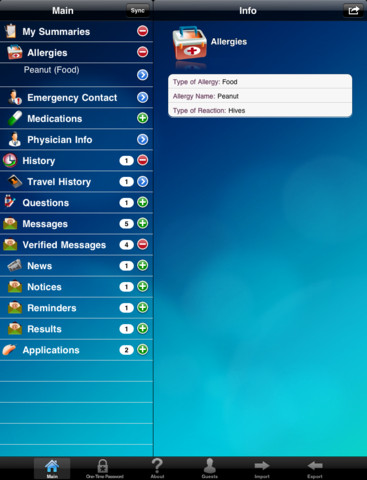 Main
Sync
Info
My Summaries
Allergies
Peanut (Food)
Emergency Contact
Medications
Physician Info
History 1
Travel History 1
Questions 1
Messages 5
Verified Messages 4
News 1
Notices 1
Reminders 1
Results 1
Applications 2
Allergies
Type of Allergy: Food
Allergy Name: Peanut
Type of Reaction: Hives
Main
One-Time Password
About
Guests
Import
Export